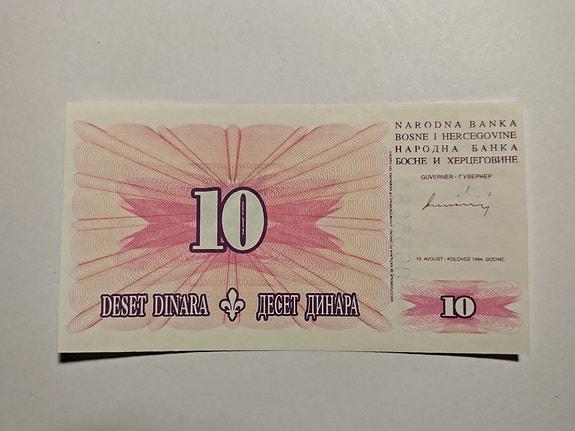 NARODNA BANKA
BOSNE I HERCEGOVINE
НАРОДНА БАНКА
БОСНЕ И ХЕРЦЕГОВИНЕ
GUVERNER - ГУВЕРНЕР
10
15. AVGUST - KOLOVOZ 1994. GODINE.
DESET DINARA ДЕСЕТ ДИНАРА
10